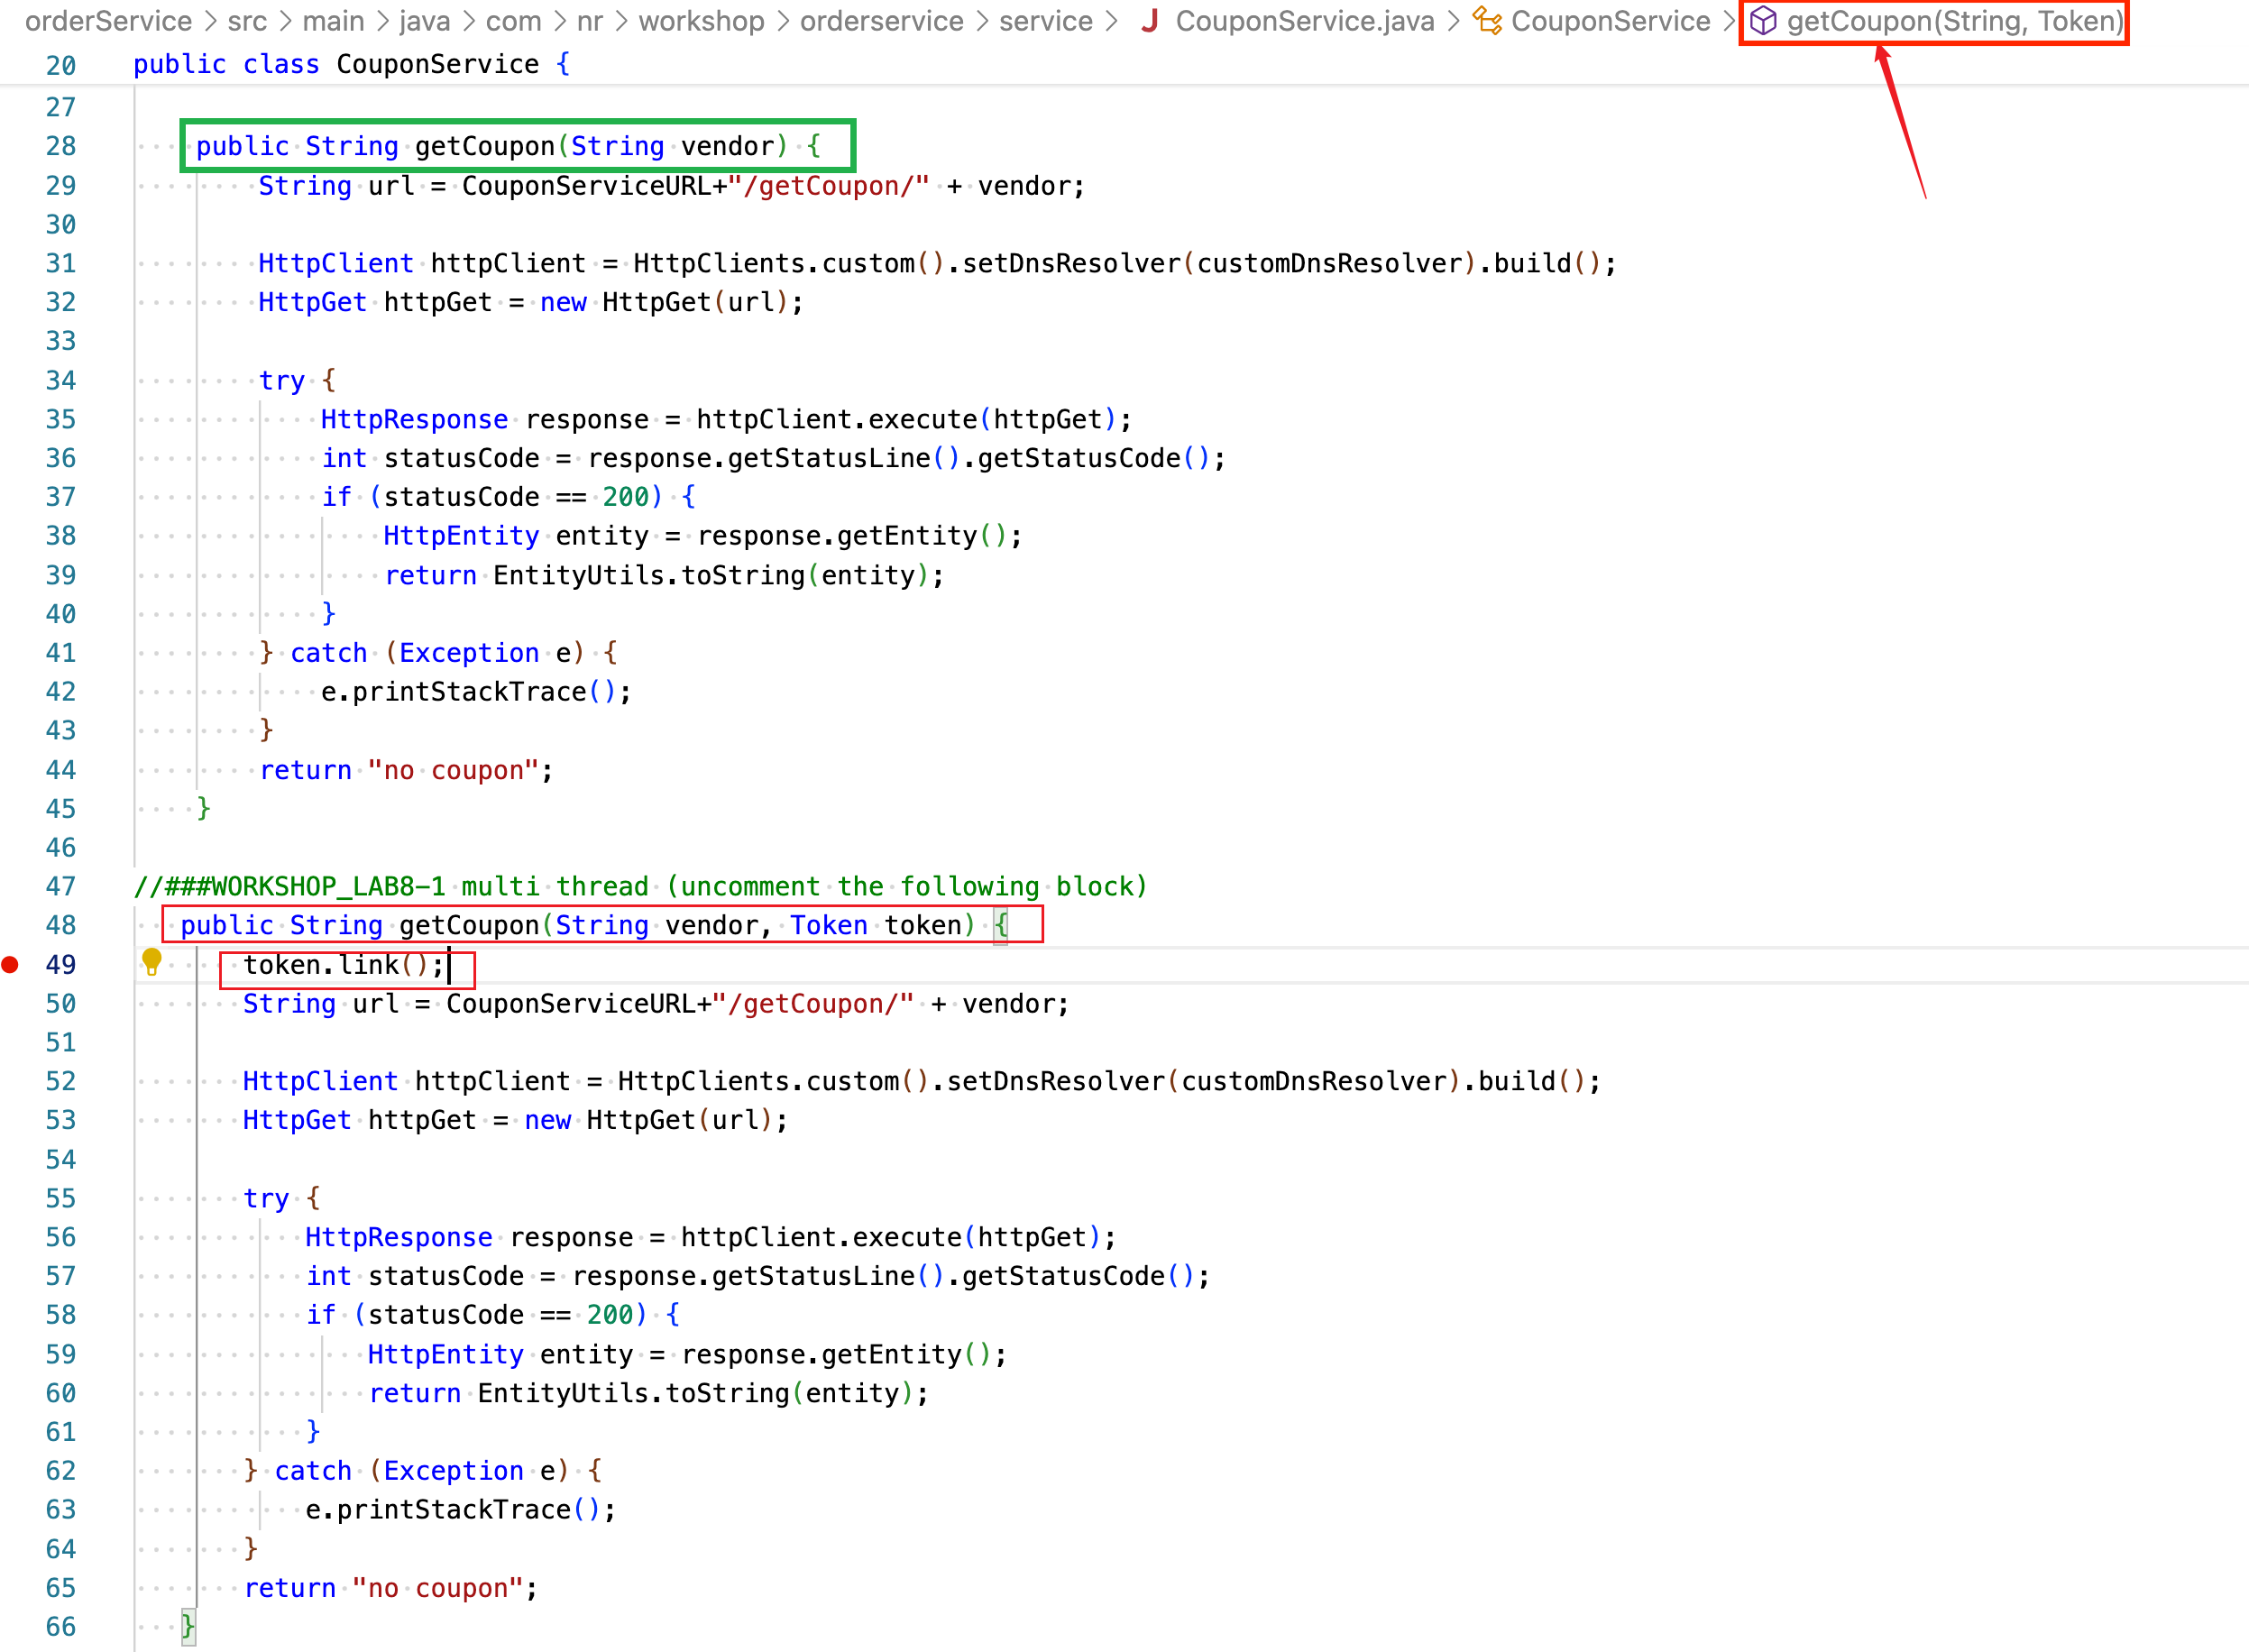 orderService > src > main > java > com > nr > workshop > orderservice > service > J CouponService.java > CouponService > getCoupon(String, Token)
20 public class CouponService {
27
28 public String getCoupon(String vendor) {
29 String url = CouponServiceURL+"/getCoupon/" + vendor;
30
31 HttpClient httpClient = HttpClients.custom().setDnsResolver(customDnsResolver).build();
32 HttpGet httpGet = new HttpGet(url);
33
34 try {
35 HttpResponse response = httpClient.execute(httpGet);
36 int statusCode = response.getStatusLine().getStatusCode();
37 if (statusCode == 200) {
38 HttpEntity entity = response.getEntity();
39 return EntityUtils.toString(entity);
40 }
41 } catch (Exception e) {
42 e.printStackTrace();
43 }
44 return "no coupon";
45 }
46
47 //###WORKSHOP_LAB8-1 multi thread (uncomment the following block)
48 public String getCoupon(String vendor, Token token) {
49 token.link();
50 String url = CouponServiceURL+"/getCoupon/" + vendor;
51
52 HttpClient httpClient = HttpClients.custom().setDnsResolver(customDnsResolver).build();
53 HttpGet httpGet = new HttpGet(url);
54
55 try {
56 HttpResponse response = httpClient.execute(httpGet);
57 int statusCode = response.getStatusLine().getStatusCode();
58 if (statusCode == 200) {
59 HttpEntity entity = response.getEntity();
60 return EntityUtils.toString(entity);
61 }
62 } catch (Exception e) {
63 e.printStackTrace();
64 }
65 return "no coupon";
66 }